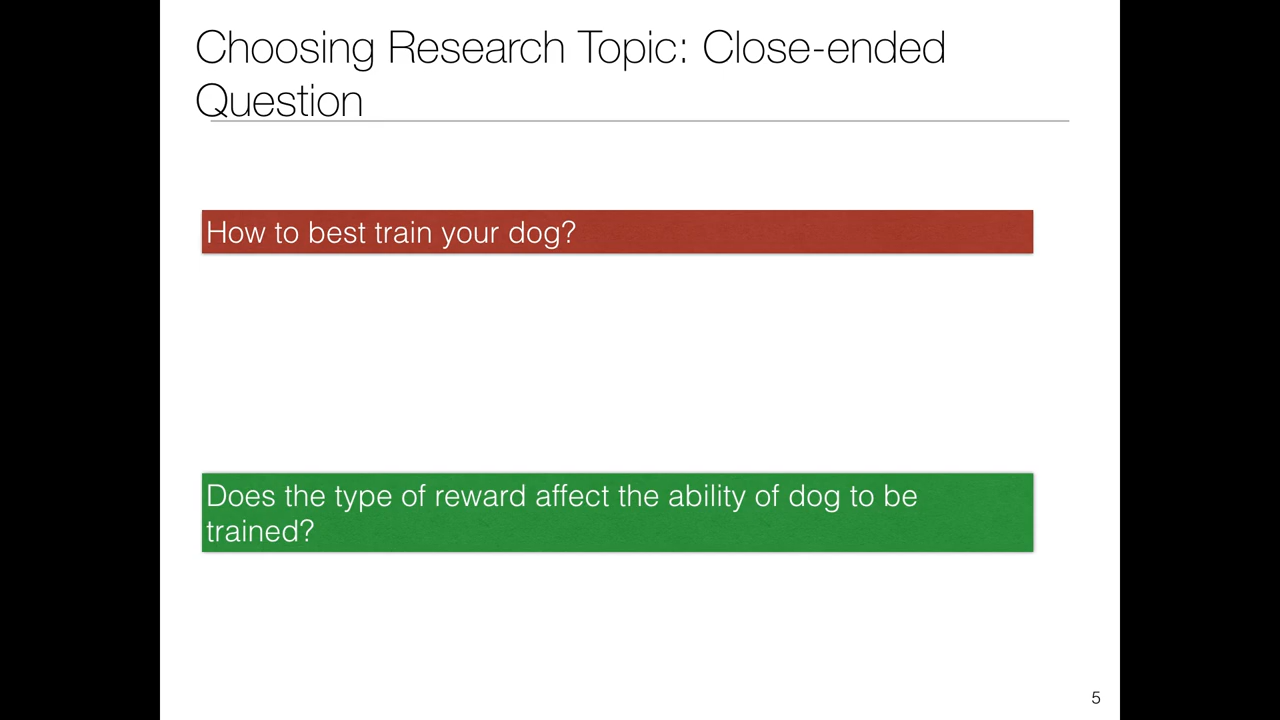 Choosing Research Topic: Close-ended
Question
How to best train your dog?
Does the type of reward affect the ability of dog to be
trained?
5